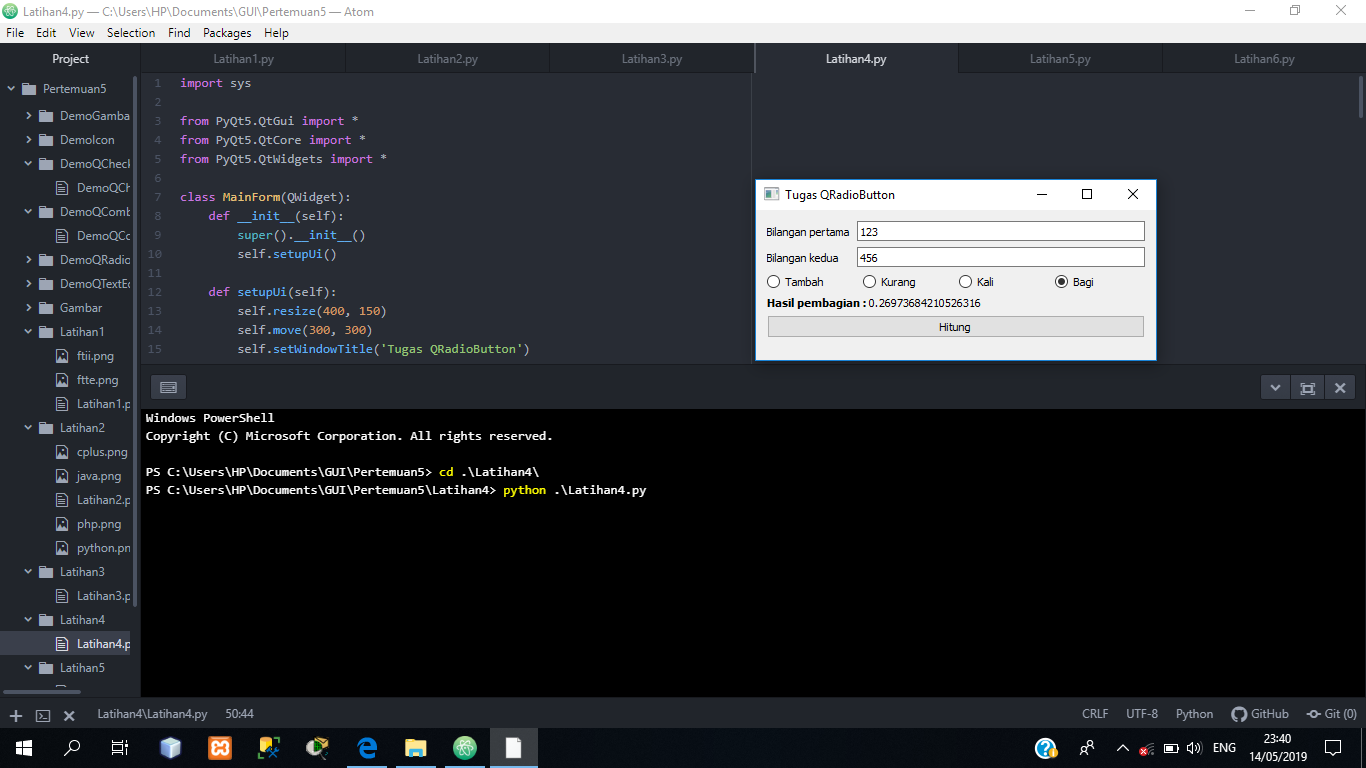 Latihan4.py — C:\Users\HP\Documents\GUI\Pertemuan5 — Atom
File Edit View Selection Find Packages Help
Project
Latihan1.py Latihan2.py Latihan3.py Latihan4.py Latihan5.py Latihan6.py
Pertemuan5
DemoGamba
DemoIcon
DemoQCheck
DemoQCh
DemoQComb
DemoQCo
DemoQRadio
DemoQTextEc
Gambar
Latihan1
ftii.png
ftte.png
Latihan1.p
Latihan2
cplus.png
java.png
Latihan2.p
php.png
python.pn
Latihan3
Latihan3.p
Latihan4
Latihan4.p
Latihan5
1 import sys
2
3 from PyQt5.QtGui import *
4 from PyQt5.QtCore import *
5 from PyQt5.QtWidgets import *
6
7 class MainForm(QWidget):
8 def __init__(self):
9 super().__init__()
10 self.setupUi()
11
12 def setupUi(self):
13 self.resize(400, 150)
14 self.move(300, 300)
15 self.setWindowTitle('Tugas QRadioButton')
Tugas QRadioButton
Bilangan pertama 123
Bilangan kedua 456
Tambah Kurang Kali Bagi
Hasil pembagian : 0.26973684210526316
Hitung
Windows PowerShell
Copyright (C) Microsoft Corporation. All rights reserved.
PS C:\Users\HP\Documents\GUI\Pertemuan5> cd .\Latihan4\
PS C:\Users\HP\Documents\GUI\Pertemuan5\Latihan4> python .\Latihan4.py
Latihan4\Latihan4.py 50:44 CRLF UTF-8 Python GitHub Git (0)
ENG
23:40
14/05/2019